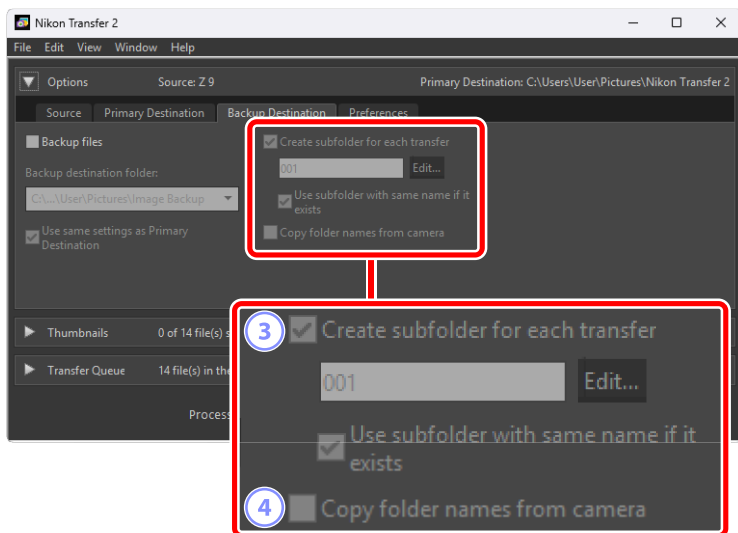 Nikon Transfer 2
File Edit View Window Help
Options Source: Z 9 Primary Destination: C:\Users\User\Pictures\Nikon Transfer 2
Source Primary Destination Backup Destination Preferences
Backup files
Backup destination folder:
C:\...\User\Pictures\Image Backup
Use same settings as Primary
Destination
Create subfolder for each transfer
001 Edit...
Use subfolder with same name if it
exists
Copy folder names from camera
Thumbnails 0 of 14 file(s) s
Transfer Queue 14 file(s) in the
Process
3 Create subfolder for each transfer
001 Edit...
Use subfolder with same name if it
exists
4 Copy folder names from camera